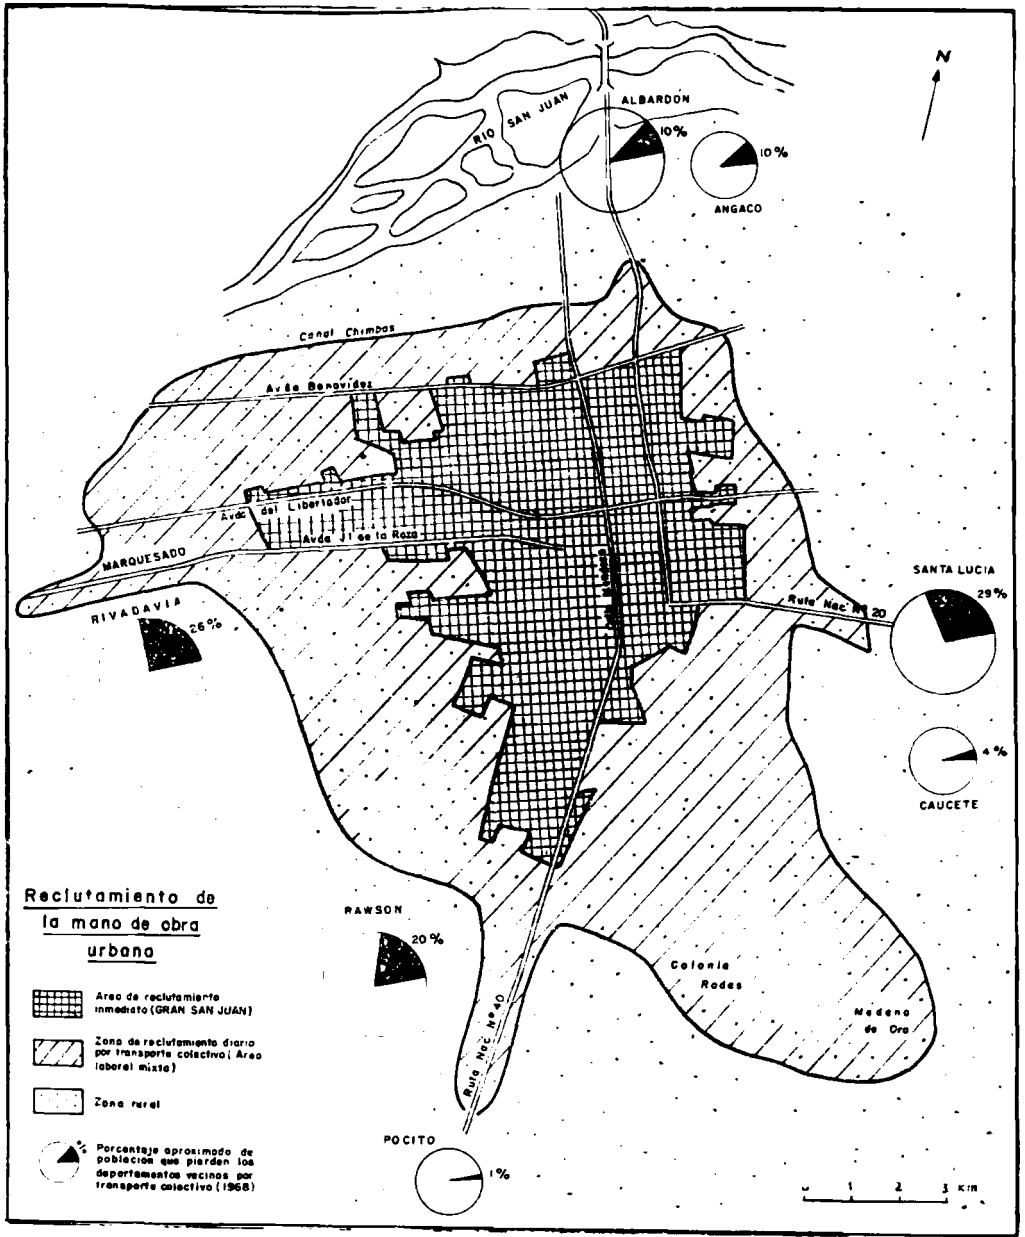 N
ALBARDON
RIO SAN JUAN
10%
10%
ANGACO
Canal Chimbas
Avda Benavidez
Avda del Libertador
Avda JI de la Roza
MARQUESADO
RIVADAVIA
26%
SANTA LUCIA
29%
Ruta Nac Nº 20
4%
CAUCETE
RAWSON
20%
Colonia
Rodas
Medano
de Oro
Ruta Nac Nº 40
POCITO
1%
Reclutamiento de
la mano de obra
urbana
Area de reclutamiento
inmediato (GRAN SAN JUAN)
Zona de reclutamiento diario
por transporte colectivo (Area
laboral mixta)
Zona rural
%
Porcentaje aproximado de
población que pierden los
departamentos vecinos por
transporte colectivo (1968)
1 2 3 Km